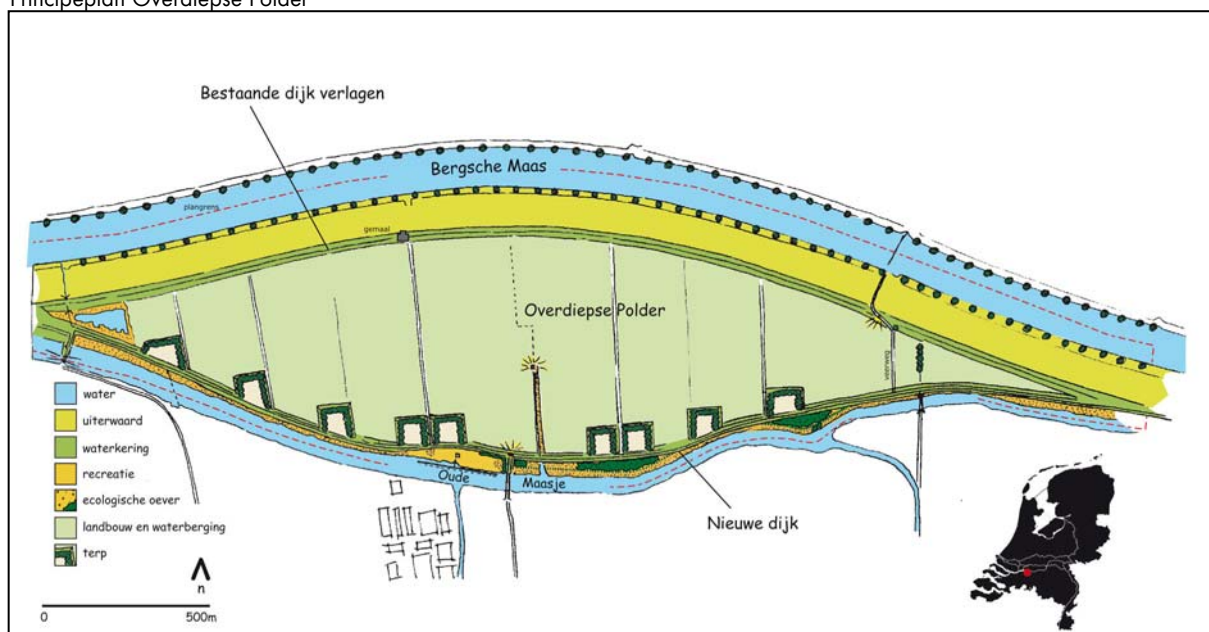 Principeplan Overdiepse Polder
Bestaande dijk verlagen
Bergsche Maas
plangrens
gemaal
Overdiepse Polder
veerweg
water
uiterwaard
waterkering
recreatie
ecologische oever
landbouw en waterberging
terp
Oude Maasje
Nieuwe dijk
n
0 500m